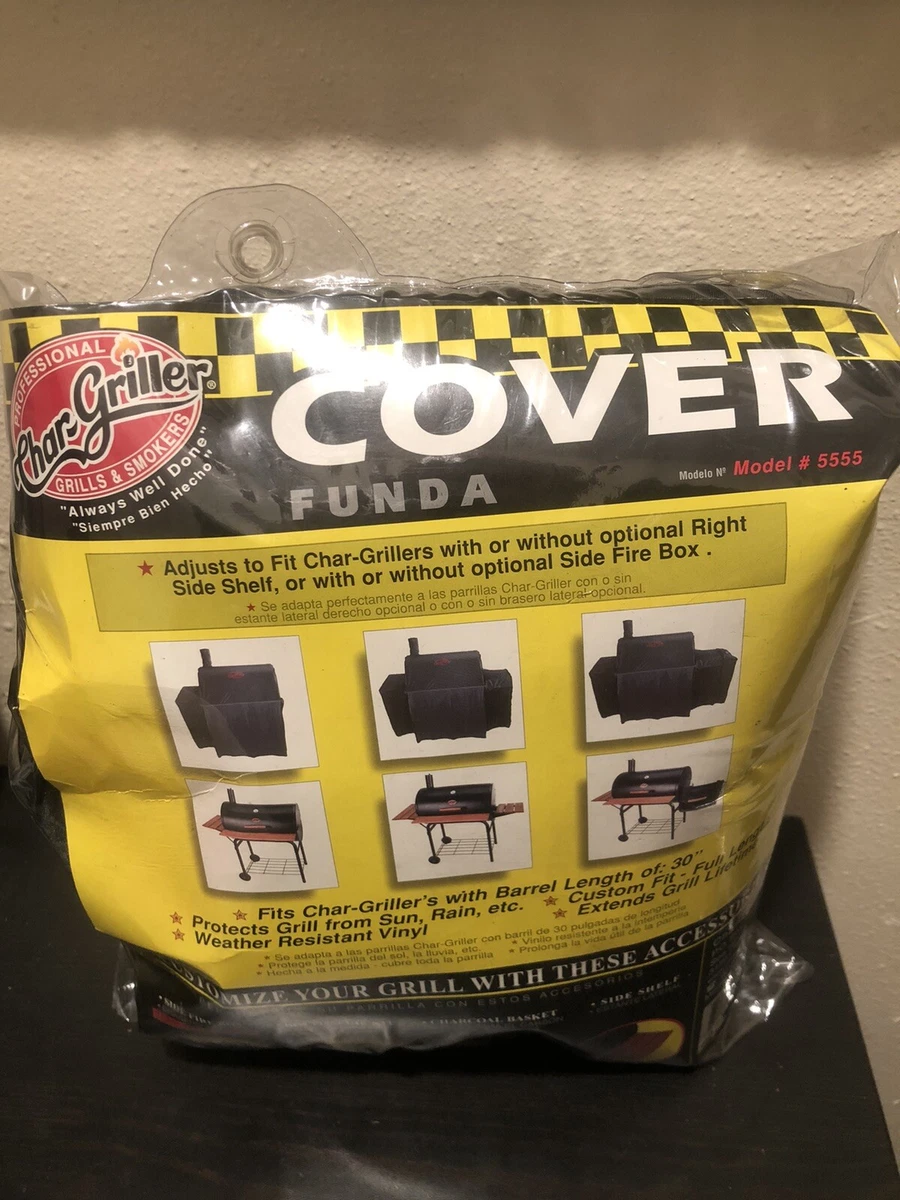 PROFESSIONAL
Char-Griller®
GRILLS & SMOKERS
"Always Well Done"
"Siempre Bien Hecho"
COVER
FUNDA
Modelo Nº Model # 5555
★ Adjusts to Fit Char-Grillers with or without optional Right
Side Shelf, or with or without optional Side Fire Box .
★ Se adapta perfectamente a las parrillas Char-Griller con o sin
estante lateral derecho opcional o con o sin brasero lateral opcional.
★ Fits Char-Griller's with Barrel Length of: 30"
★ Protects Grill from Sun, Rain, etc.
★ Custom Fit - Full Length
★ Weather Resistant Vinyl
★ Extends Grill Lifetime
★ Se adapta a las parrillas Char-Griller con barril de 30 pulgadas de longitud
★ Protege la parrilla del sol, la lluvia, etc.
★ Vinilo resistente a la intemperie
★ Hecha a la medida - cubre toda la parrilla
★ Prolonga la vida útil de la parrilla
YOUR GRILL WITH THESE
PARRILLA CON ESTOS ACCESORIOS
• CHARCOAL BASKET
• SIDE SHELF